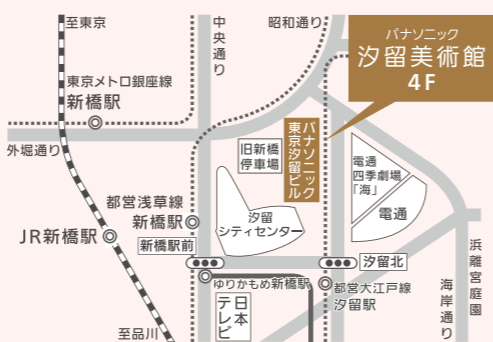 至東京
中央通り
昭和通り
パナソニック
汐留美術館
4F
東京メトロ銀座線
新橋駅
外堀通り
旧新橋
停車場
パナソニック
東京汐留ビル
電通
四季劇場
「海」
電通
都営浅草線
新橋駅
汐留
シティセンター
JR新橋駅
新橋駅前
汐留北
浜離宮庭園
ゆりかもめ新橋駅
都営大江戸線
汐留駅
海岸通り
日本
テレビ
至品川